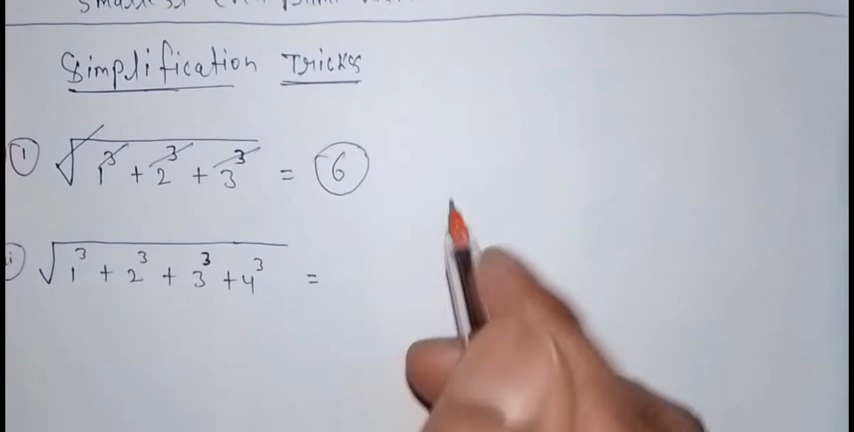 Simplification Tricks
① √1³ + 2³ + 3³ = 6
√1³ + 2³ + 3³ + 4³ =